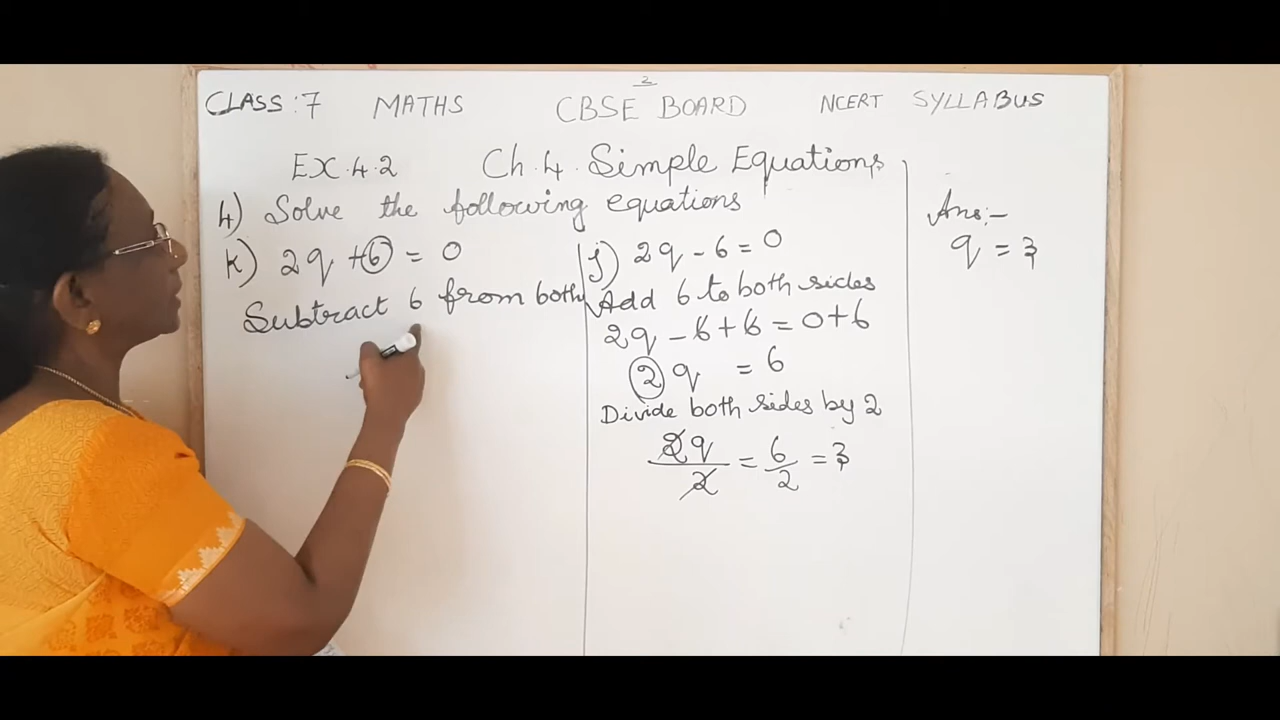 CLASS : 7 MATHS CBSE BOARD NCERT SYLLABUS
2
EX.4.2 Ch.4. Simple Equations
4) Solve the following equations
k) 2q + 6 = 0
Subtract 6 from both
j) 2q - 6 = 0
Add 6 to both sides
2q - 6 + 6 = 0 + 6
2q = 6
Divide both sides by 2
2q/2 = 6/2 = 3
Ans:-
q = 3